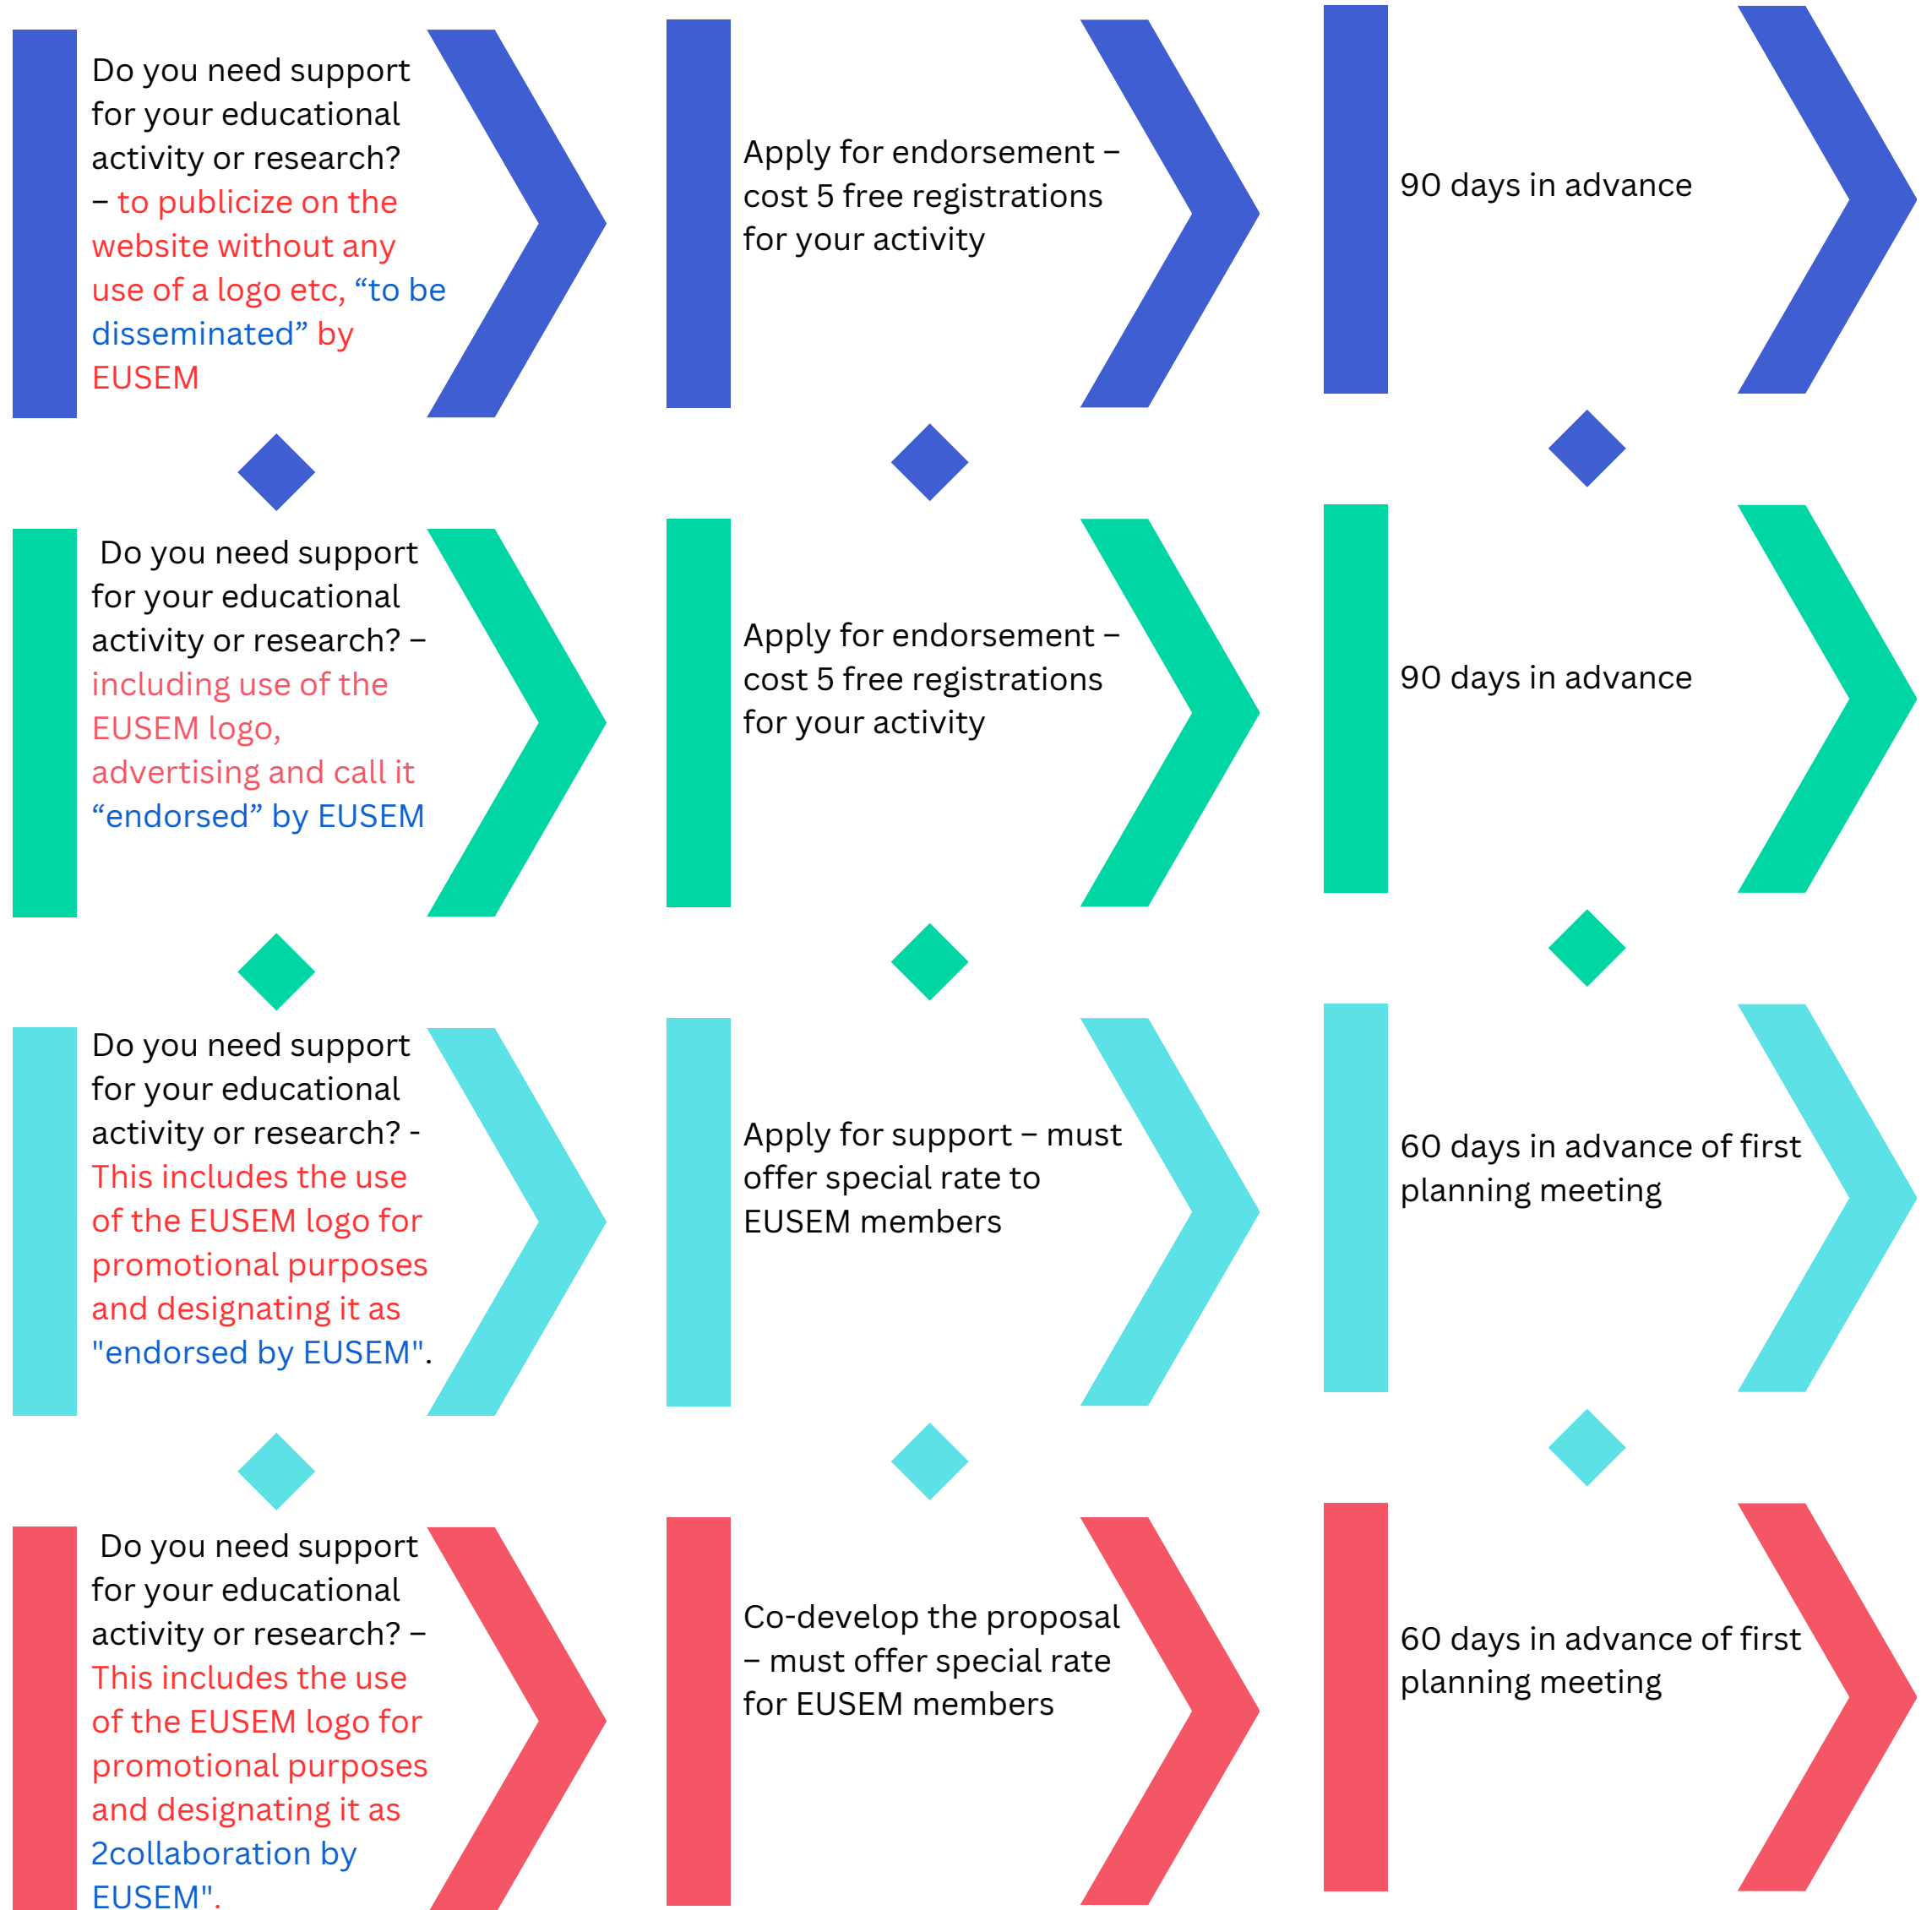 Do you need support
for your educational
activity or research?
– to publicize on the
website without any
use of a logo etc, “to be
disseminated” by
EUSEM
Apply for endorsement –
cost 5 free registrations
for your activity
90 days in advance
Do you need support
for your educational
activity or research? –
including use of the
EUSEM logo,
advertising and call it
“endorsed” by EUSEM
Apply for endorsement –
cost 5 free registrations
for your activity
90 days in advance
Do you need support
for your educational
activity or research? -
This includes the use
of the EUSEM logo for
promotional purposes
and designating it as
"endorsed by EUSEM".
Apply for support – must
offer special rate to
EUSEM members
60 days in advance of first
planning meeting
Do you need support
for your educational
activity or research? –
This includes the use
of the EUSEM logo for
promotional purposes
and designating it as
2collaboration by
EUSEM".
Co-develop the proposal
– must offer special rate
for EUSEM members
60 days in advance of first
planning meeting